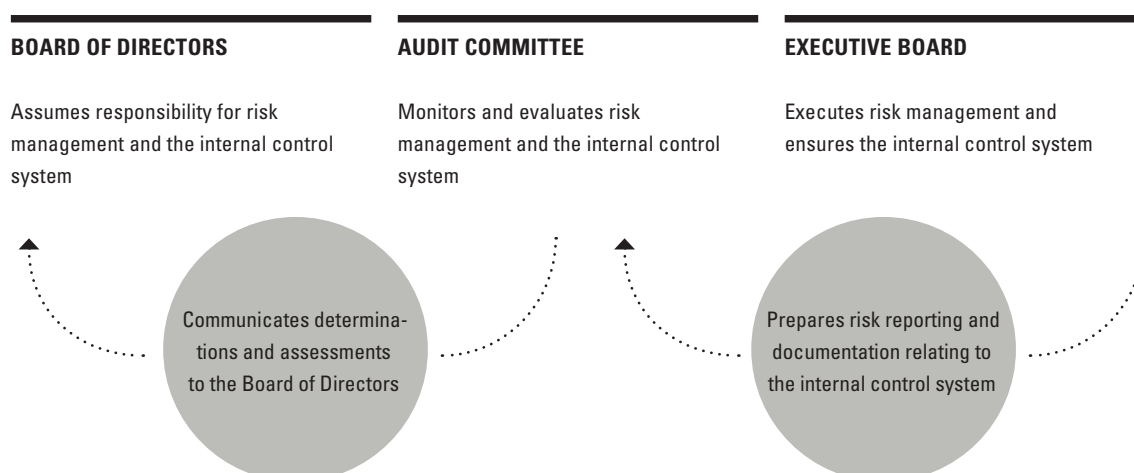 BOARD OF DIRECTORS
Assumes responsibility for risk
management and the internal control
system
AUDIT COMMITTEE
Monitors and evaluates risk
management and the internal control
system
EXECUTIVE BOARD
Executes risk management and
ensures the internal control system
Communicates determina-
tions and assessments
to the Board of Directors
Prepares risk reporting and
documentation relating to
the internal control system